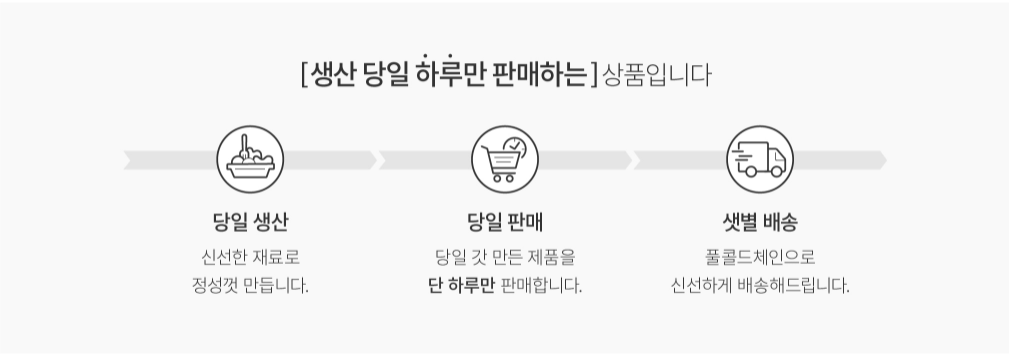 [생산 당일 하루만 판매하는] 상품입니다
당일 생산
신선한 재료로
정성껏 만듭니다.
당일 판매
당일 갓 만든 제품을
단 하루만 판매합니다.
샛별 배송
풀콜드체인으로
신선하게 배송해드립니다.